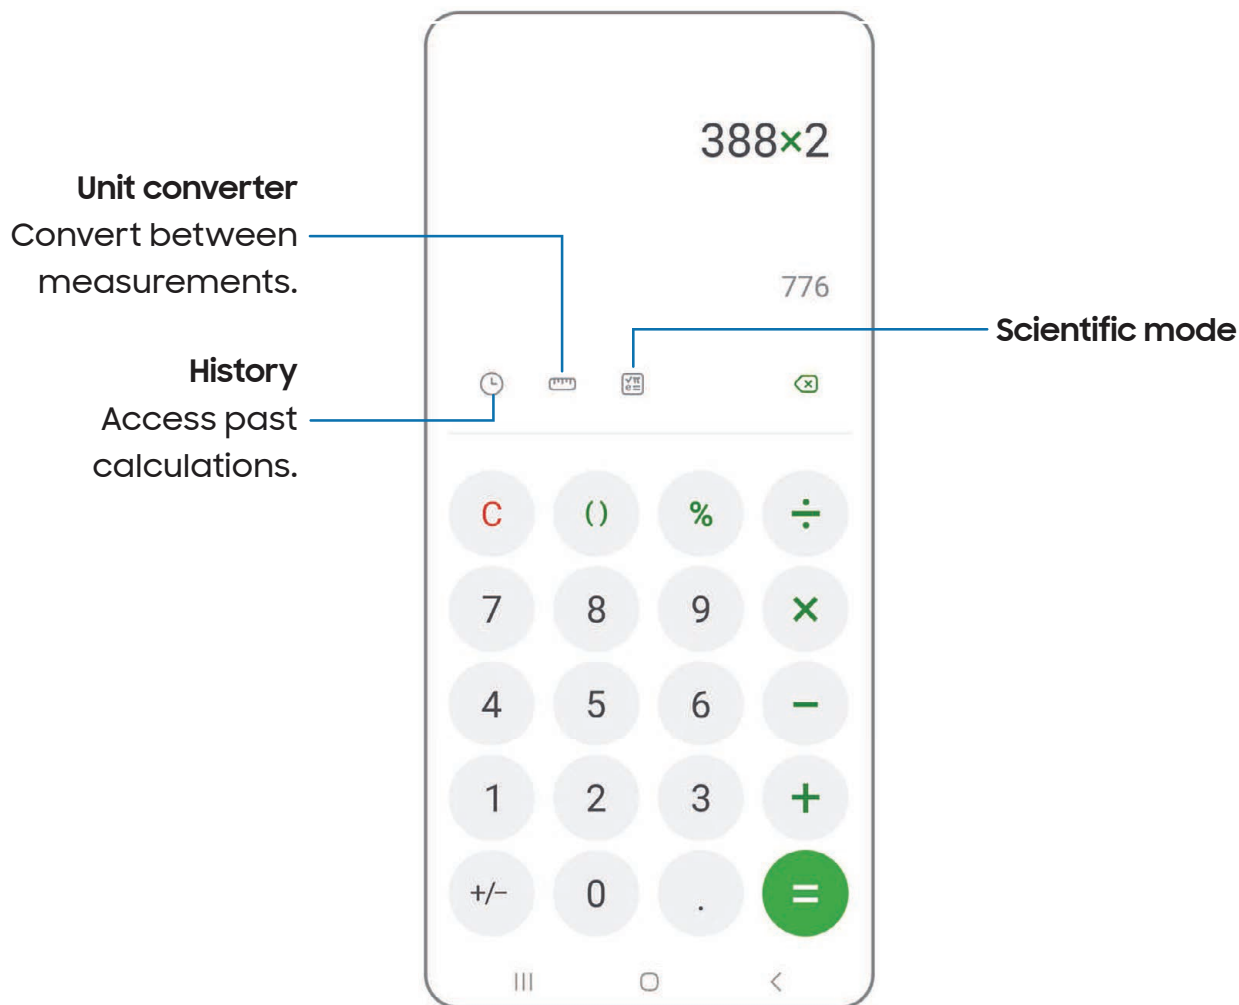 388×2
Unit converter
Convert between
measurements.
776
Scientific mode
History
Access past
calculations.
√π
e=
C
( )
%
÷
7
8
9
×
4
5
6
−
1
2
3
+
+/−
0
.
=